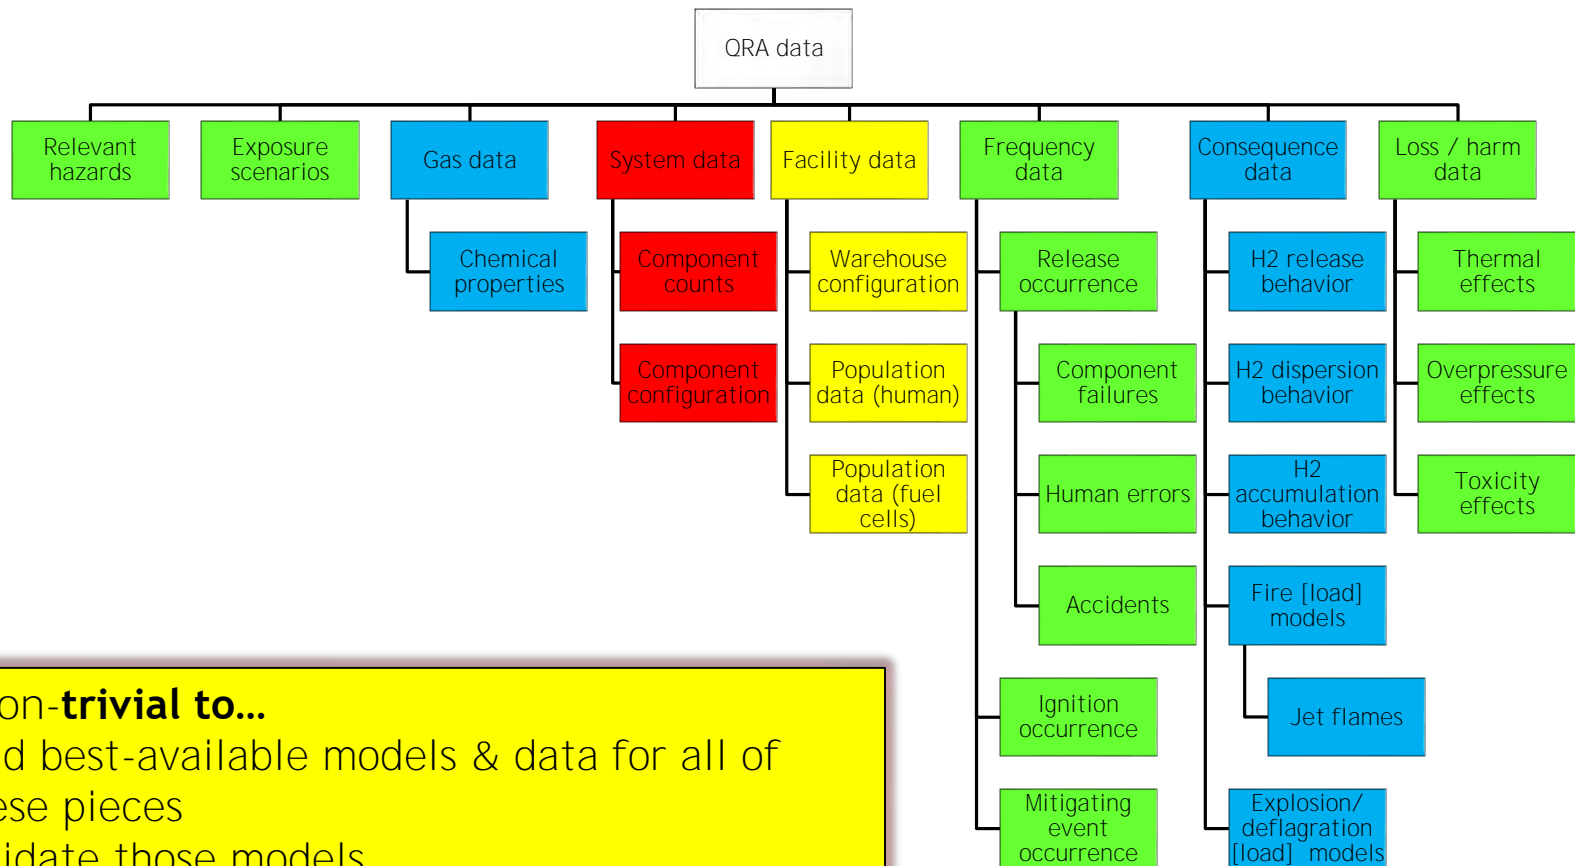 QRA data
Relevant
hazards
Exposure
scenarios
Gas data
Chemical
properties
System data
Component
counts
Component
configuration
Facility data
Warehouse
configuration
Population
data (human)
Population
data (fuel
cells)
Frequency
data
Release
occurrence
Component
failures
Human errors
Accidents
Ignition
occurrence
Mitigating
event
occurrence
Consequence
data
H2 release
behavior
H2 dispersion
behavior
H2
accumulation
behavior
Fire [load]
models
Jet flames
Explosion/
deflagration
[load] models
Loss / harm
data
Thermal
effects
Overpressure
effects
Toxicity
effects
on-trivial to…
d best-available models & data for all of
ese pieces
idate those models